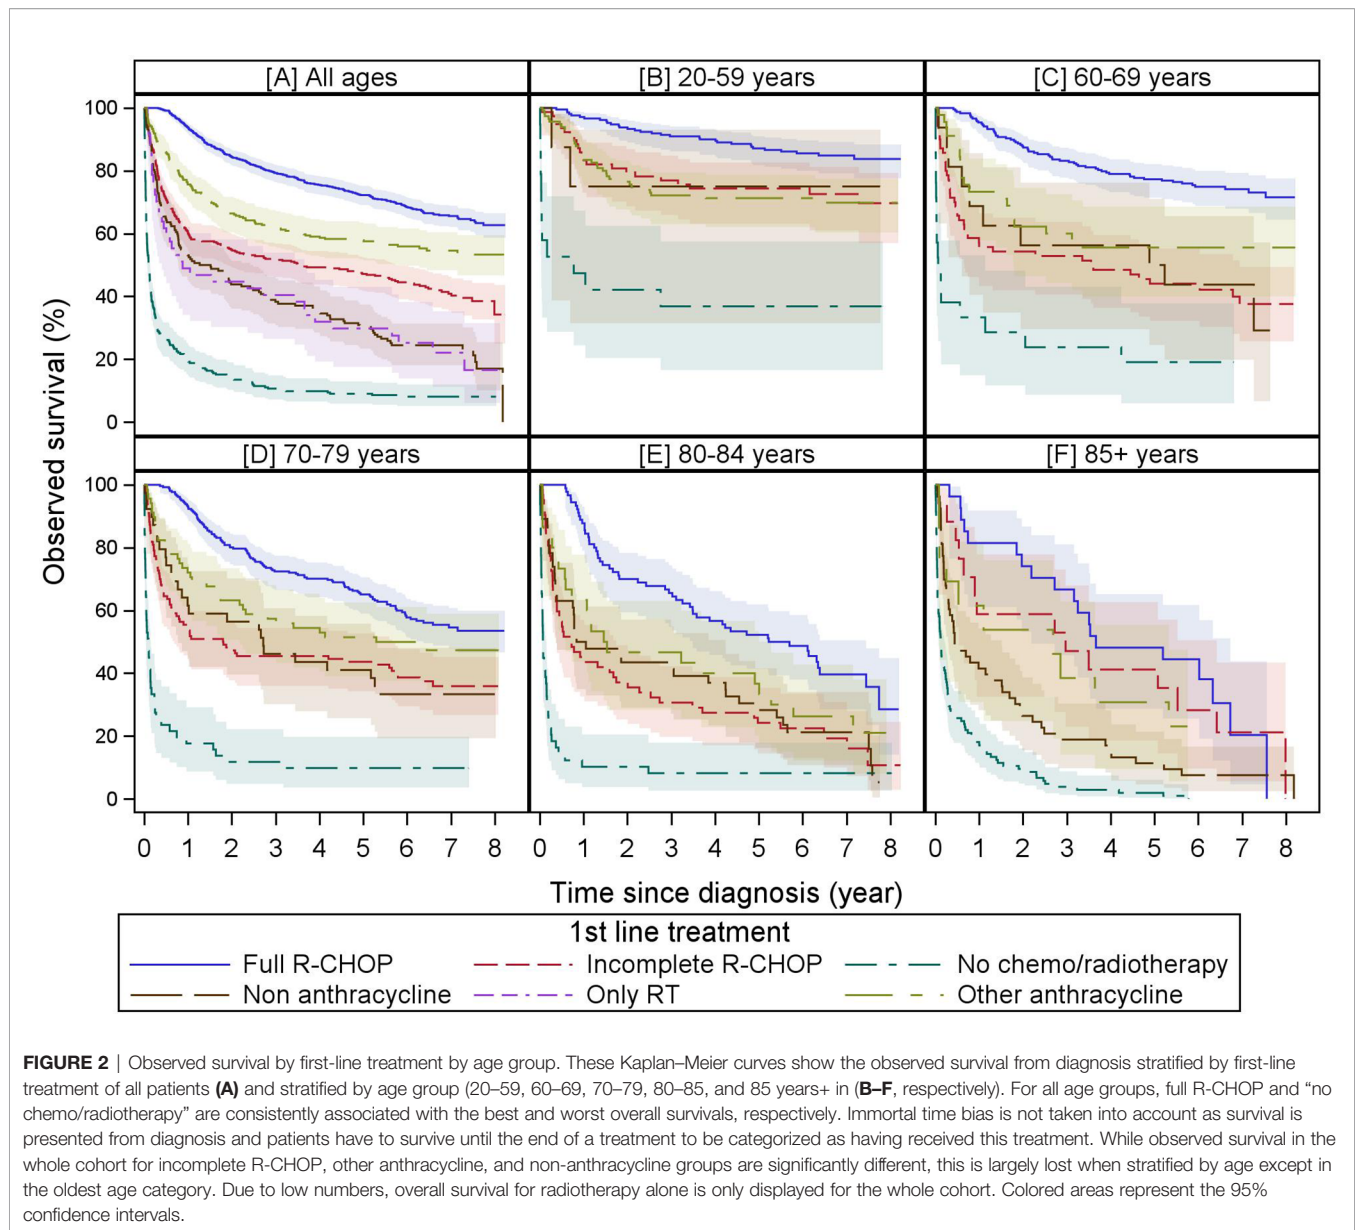 [A] All ages
[B] 20-59 years
[C] 60-69 years
100
80
60
40
20
0
[D] 70-79 years
[E] 80-84 years
[F] 85+ years
100
80
60
40
20
0
Observed survival (%)
0 1 2 3 4 5 6 7 8
0 1 2 3 4 5 6 7 8
0 1 2 3 4 5 6 7 8
Time since diagnosis (year)
1st line treatment
Full R-CHOP
Incomplete R-CHOP
No chemo/radiotherapy
Non anthracycline
Only RT
Other anthracycline
FIGURE 2 | Observed survival by first-line treatment by age group. These Kaplan–Meier curves show the observed survival from diagnosis stratified by first-line
treatment of all patients (A) and stratified by age group (20–59, 60–69, 70–79, 80–85, and 85 years+ in (B–F, respectively). For all age groups, full R-CHOP and “no
chemo/radiotherapy” are consistently associated with the best and worst overall survivals, respectively. Immortal time bias is not taken into account as survival is
presented from diagnosis and patients have to survive until the end of a treatment to be categorized as having received this treatment. While observed survival in the
whole cohort for incomplete R-CHOP, other anthracycline, and non-anthracycline groups are significantly different, this is largely lost when stratified by age except in
the oldest age category. Due to low numbers, overall survival for radiotherapy alone is only displayed for the whole cohort. Colored areas represent the 95%
confidence intervals.